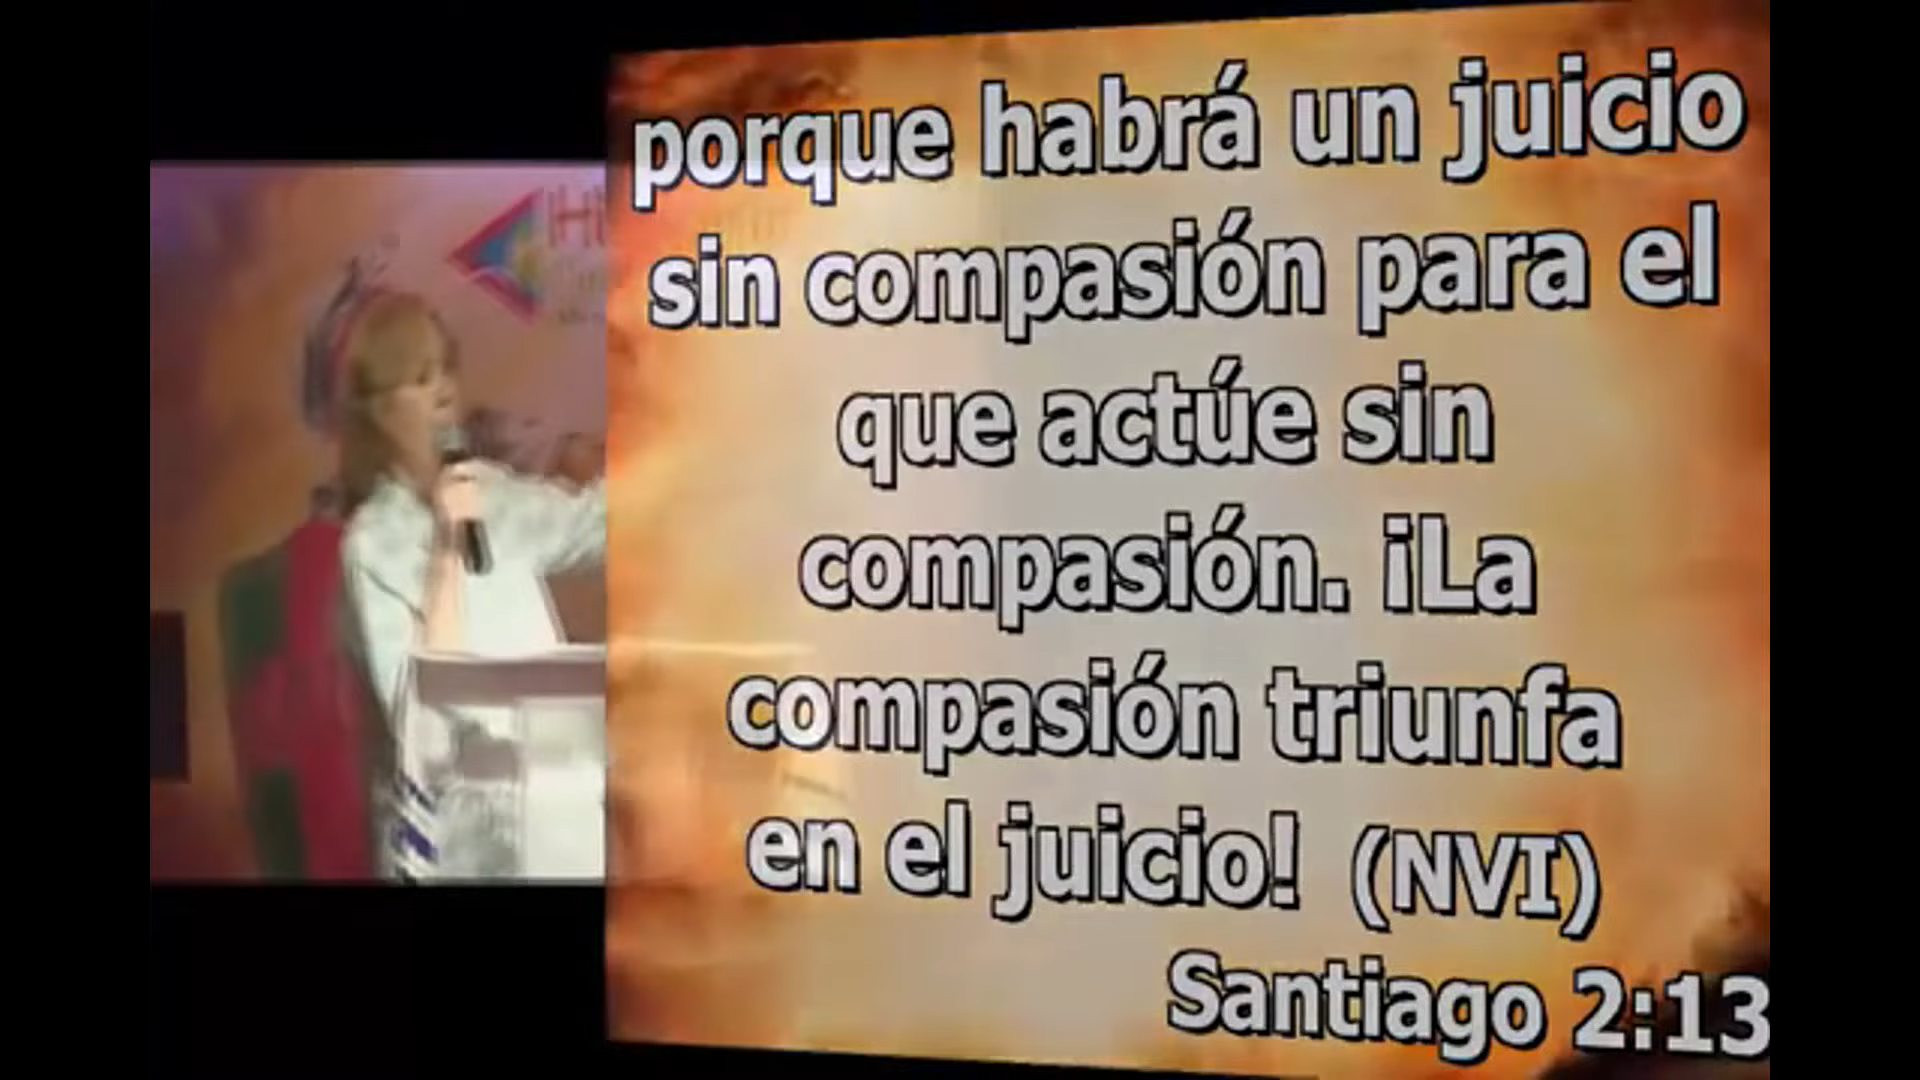 porque habrá un juicio
sin compasión para el
que actúe sin
compasión. ¡La
compasión triunfa
en el juicio! (NVI)
Santiago 2:13